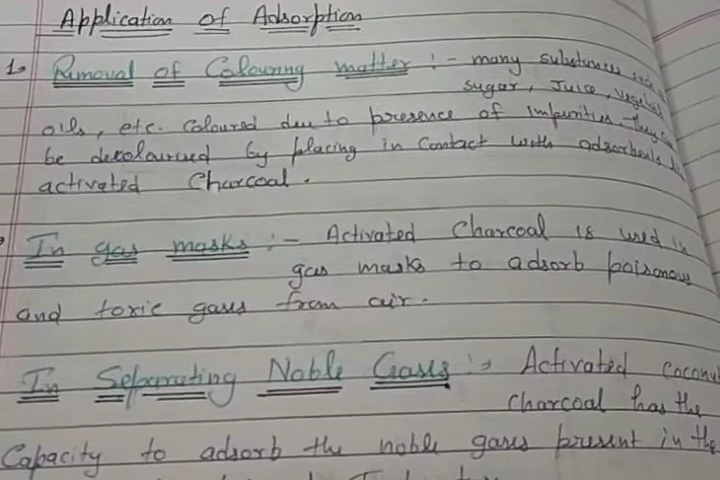 Application of Adsorption
1. Removal of Colouring matter :- many substances such
sugar, Juice, Vegetab
oils, etc. Coloured due to presence of impurities. They can
be decolourised by placing in Contact with adsorbents like
activated Charcoal.
In gas masks :- Activated Charcoal is used in
gas masks to adsorb poisonous
and toxic gases from air.
In Separating Noble Gases :- Activated coconu
Charcoal has the
Capacity to adsorb the noble gases present in the